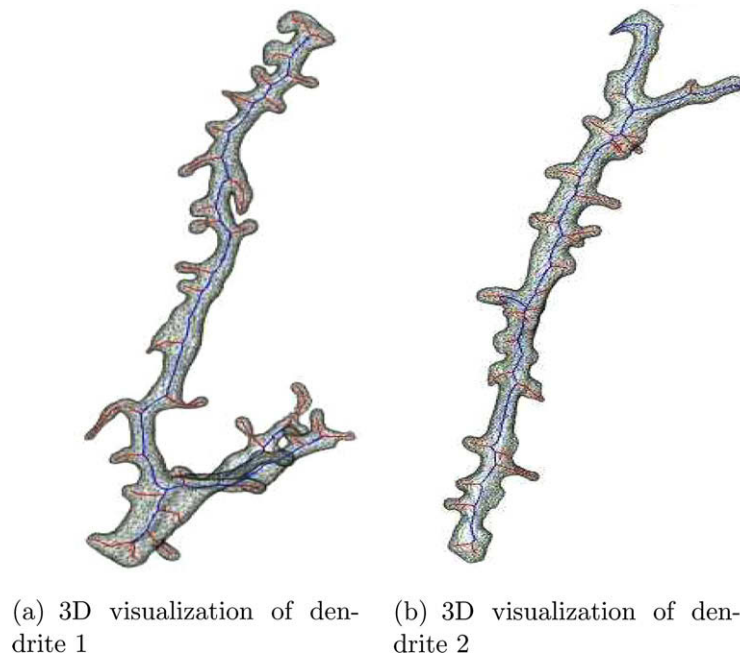 (a) 3D visualization of den-
drite 1
(b) 3D visualization of den-
drite 2